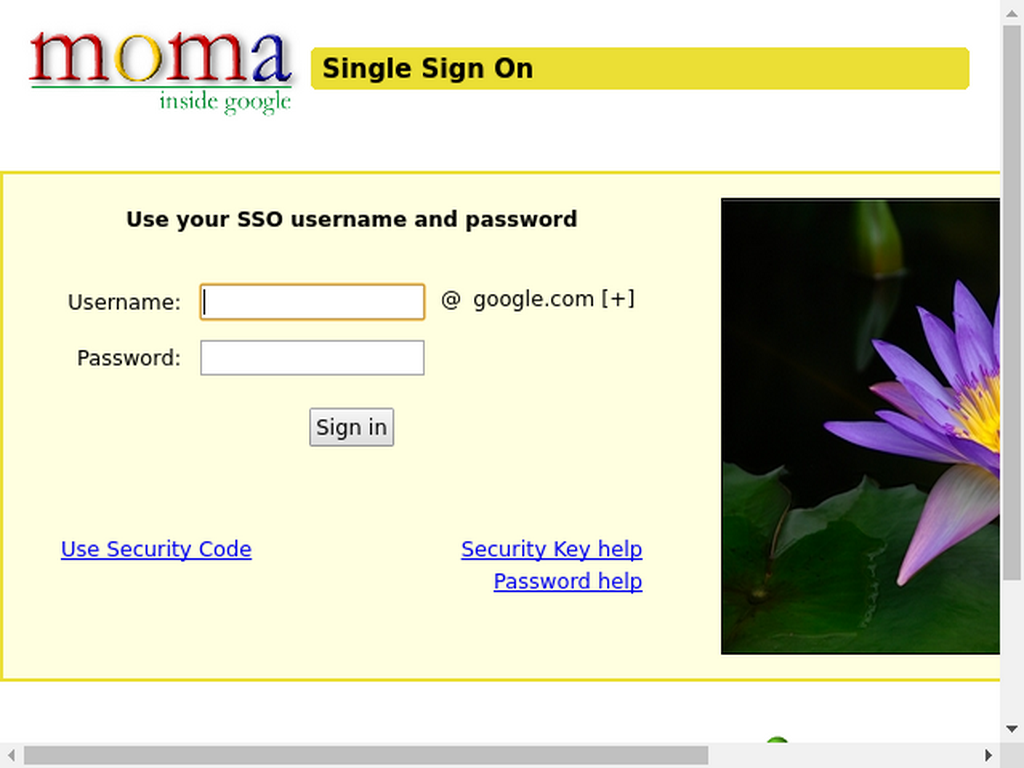 moma
inside google
Single Sign On
Use your SSO username and password
Username: @ google.com [+]
Password:
Sign in
Use Security Code Security Key help
Password help